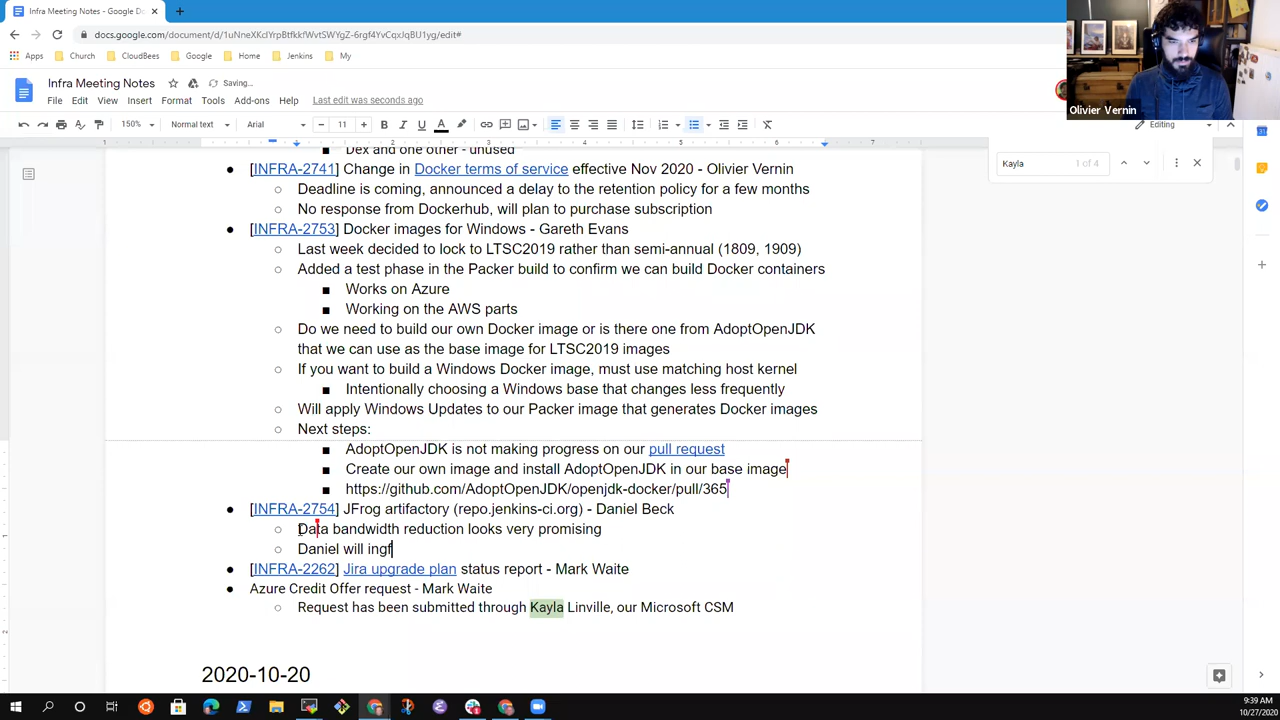 Infra Meeting Notes - Google Do
docs.google.com/document/d/
/edit#
Apps
Church
CloudBees
Google
Home
Jenkins
My
Olivier Vernin
Infra Meeting Notes
Saving...
File Edit View Insert Format Tools Add-ons Help Last edit was seconds ago
150% Normal text Arial 11 Editing
1 1 2 3 4 5 6 7
Kayla 1 of 4
Dex and one other - unused
[INFRA-2741] Change in Docker terms of service effective Nov 2020 - Olivier Vernin
Deadline is coming, announced a delay to the retention policy for a few months
No response from Dockerhub, will plan to purchase subscription
[INFRA-2753] Docker images for Windows - Gareth Evans
Last week decided to lock to LTSC2019 rather than semi-annual (1809, 1909)
Added a test phase in the Packer build to confirm we can build Docker containers
Works on Azure
Working on the AWS parts
Do we need to build our own Docker image or is there one from AdoptOpenJDK
that we can use as the base image for LTSC2019 images
If you want to build a Windows Docker image, must use matching host kernel
Intentionally choosing a Windows base that changes less frequently
Will apply Windows Updates to our Packer image that generates Docker images
Next steps:
AdoptOpenJDK is not making progress on our pull request
Create our own image and install AdoptOpenJDK in our base image
https://github.com/AdoptOpenJDK/openjdk-docker/pull/365
[INFRA-2754] JFrog artifactory (repo.jenkins-ci.org) - Daniel Beck
Data bandwidth reduction looks very promising
Daniel will ingf
[INFRA-2262] Jira upgrade plan status report - Mark Waite
Azure Credit Offer request - Mark Waite
Request has been submitted through Kayla Linville, our Microsoft CSM
2020-10-20
9:39 AM
10/27/2020